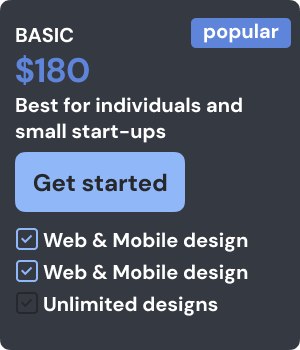 BASIC
popular
$180
Best for individuals and
small start-ups
Get started
Web & Mobile design
Web & Mobile design
Unlimited designs